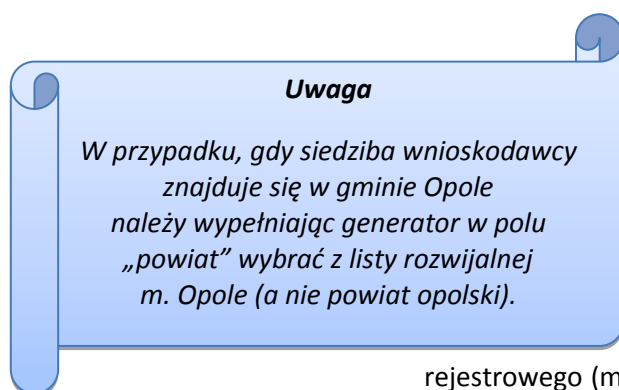 Uwaga
W przypadku, gdy siedziba wnioskodawcy
znajduje się w gminie Opole
należy wypełniając generator w polu
„powiat” wybrać z listy rozwijalnej
m. Opole (a nie powiat opolski).
rejestrowego (m